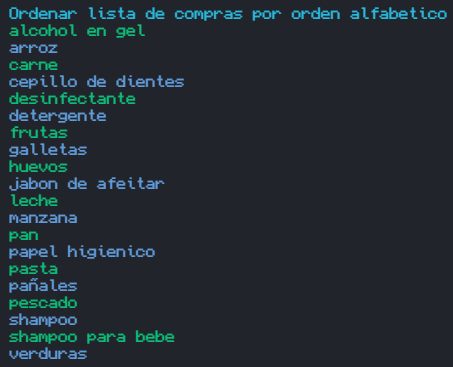 Ordenar lista de compras por orden alfabetico
alcohol en gel
arroz
carne
cepillo de dientes
desinfectante
detergente
frutas
galletas
huevos
jabon de afeitar
leche
manzana
pan
papel higienico
pasta
pañales
pescado
shampoo
shampoo para bebe
verduras